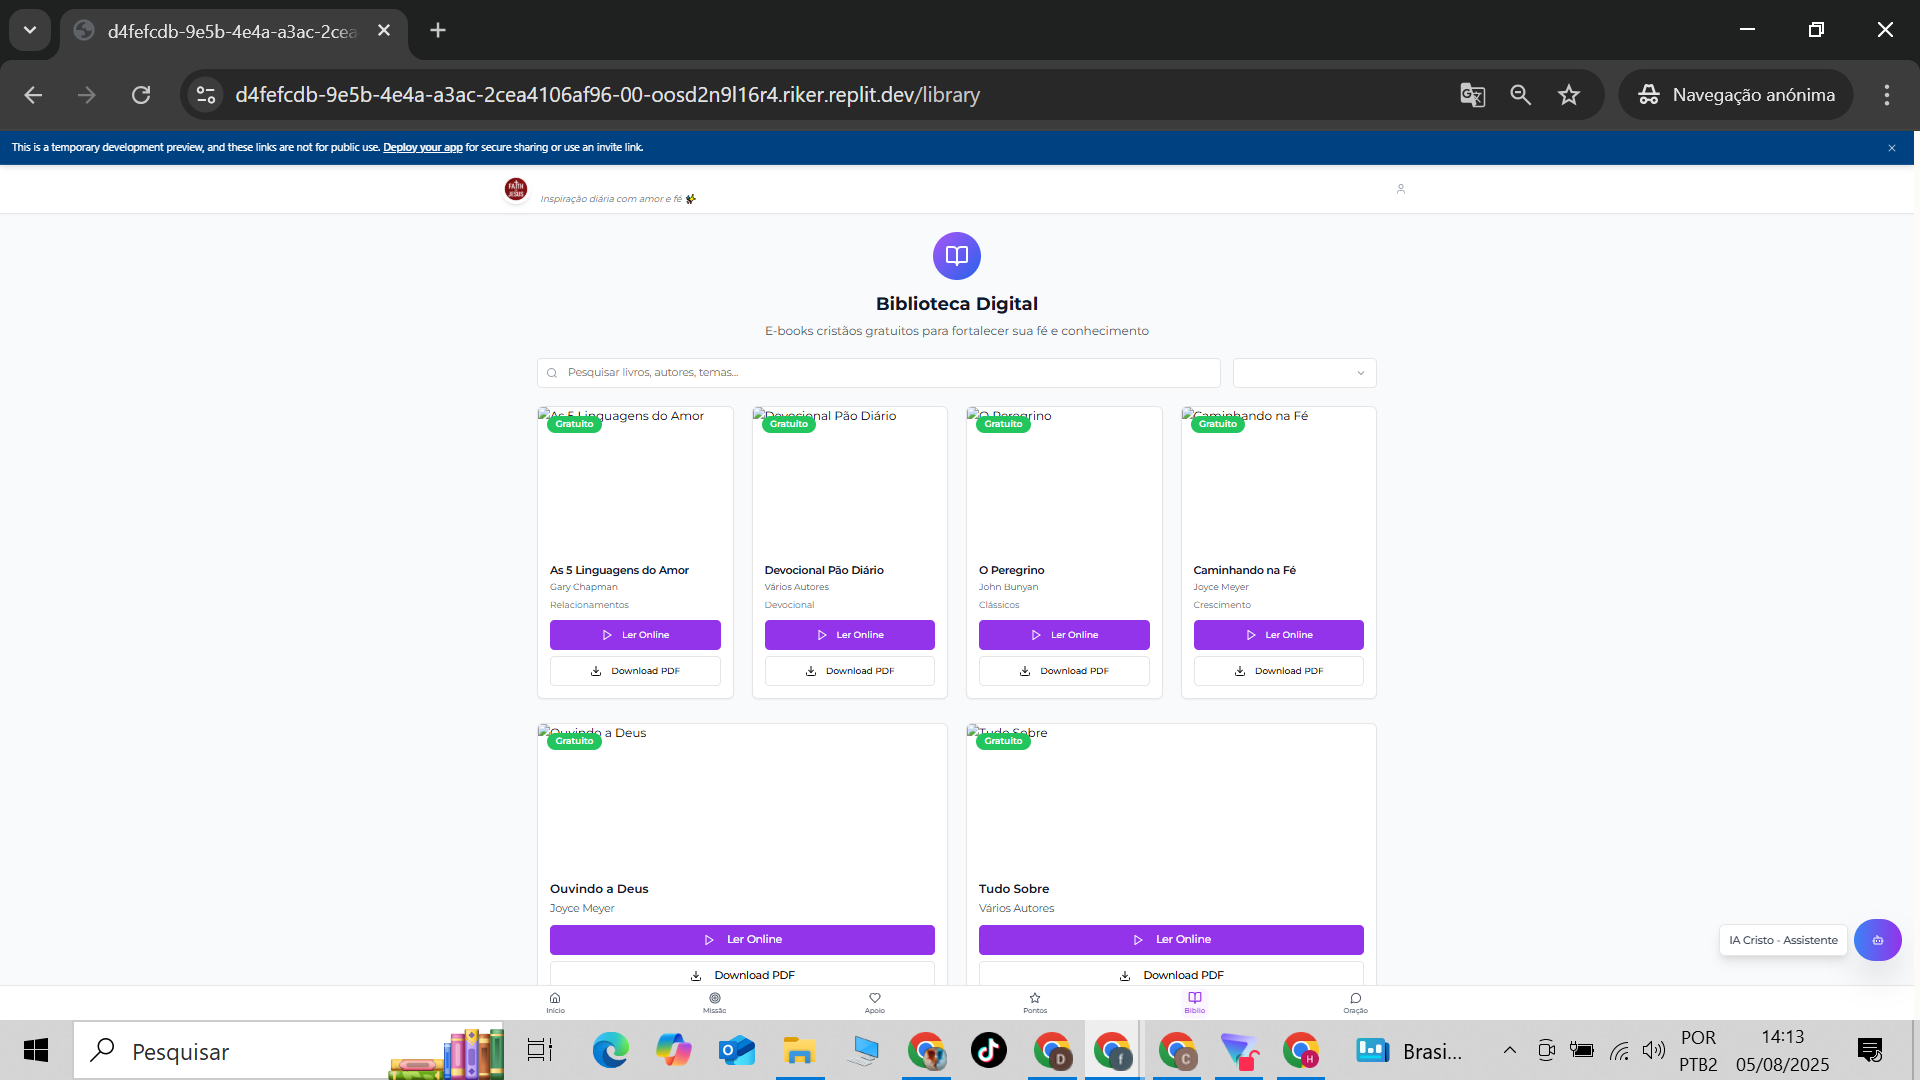 d4fefcdb-9e5b-4e4a-a3ac-2cea
d4fefcdb-9e5b-4e4a-a3ac-2cea4106af96-00-oosd2n9l16r4.riker.replit.dev/library
Navegação anónima
This is a temporary development preview, and these links are not for public use. Deploy your app for secure sharing or use an invite link.
FAITH
JESUS
Inspiração diária com amor e fé
Biblioteca Digital
E-books cristãos gratuitos para fortalecer sua fé e conhecimento
Pesquisar livros, autores, temas...
As 5 Linguagens do Amor
Gratuito
Devocional Pão Diário
Gratuito
O Peregrino
Gratuito
Caminhando na Fé
Gratuito
As 5 Linguagens do Amor
Gary Chapman
Relacionamentos
Ler Online
Download PDF
Devocional Pão Diário
Vários Autores
Devocional
Ler Online
Download PDF
O Peregrino
John Bunyan
Clássicos
Ler Online
Download PDF
Caminhando na Fé
Joyce Meyer
Crescimento
Ler Online
Download PDF
Ouvindo a Deus
Gratuito
Tudo Sobre
Gratuito
Ouvindo a Deus
Joyce Meyer
Ler Online
Download PDF
Tudo Sobre
Vários Autores
Ler Online
Download PDF
IA Cristo - Assistente
Início
Missão
Apoio
Pontos
Biblio
Oração
Pesquisar
D
f
C
H
Brasi...
POR
PTB2
14:13
05/08/2025